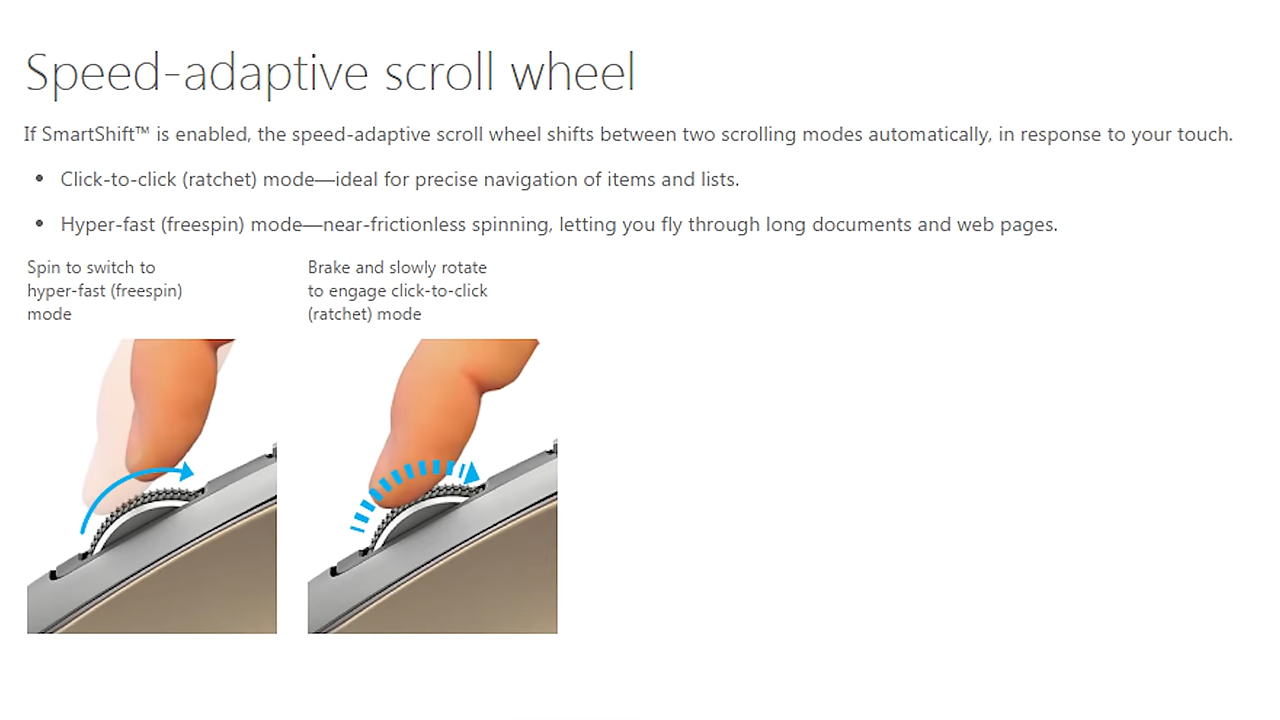 Speed-adaptive scroll wheel
If SmartShift™ is enabled, the speed-adaptive scroll wheel shifts between two scrolling modes automatically, in response to your touch.
• Click-to-click (ratchet) mode—ideal for precise navigation of items and lists.
• Hyper-fast (freespin) mode—near-frictionless spinning, letting you fly through long documents and web pages.
Spin to switch to
hyper-fast (freespin)
mode
Brake and slowly rotate
to engage click-to-click
(ratchet) mode